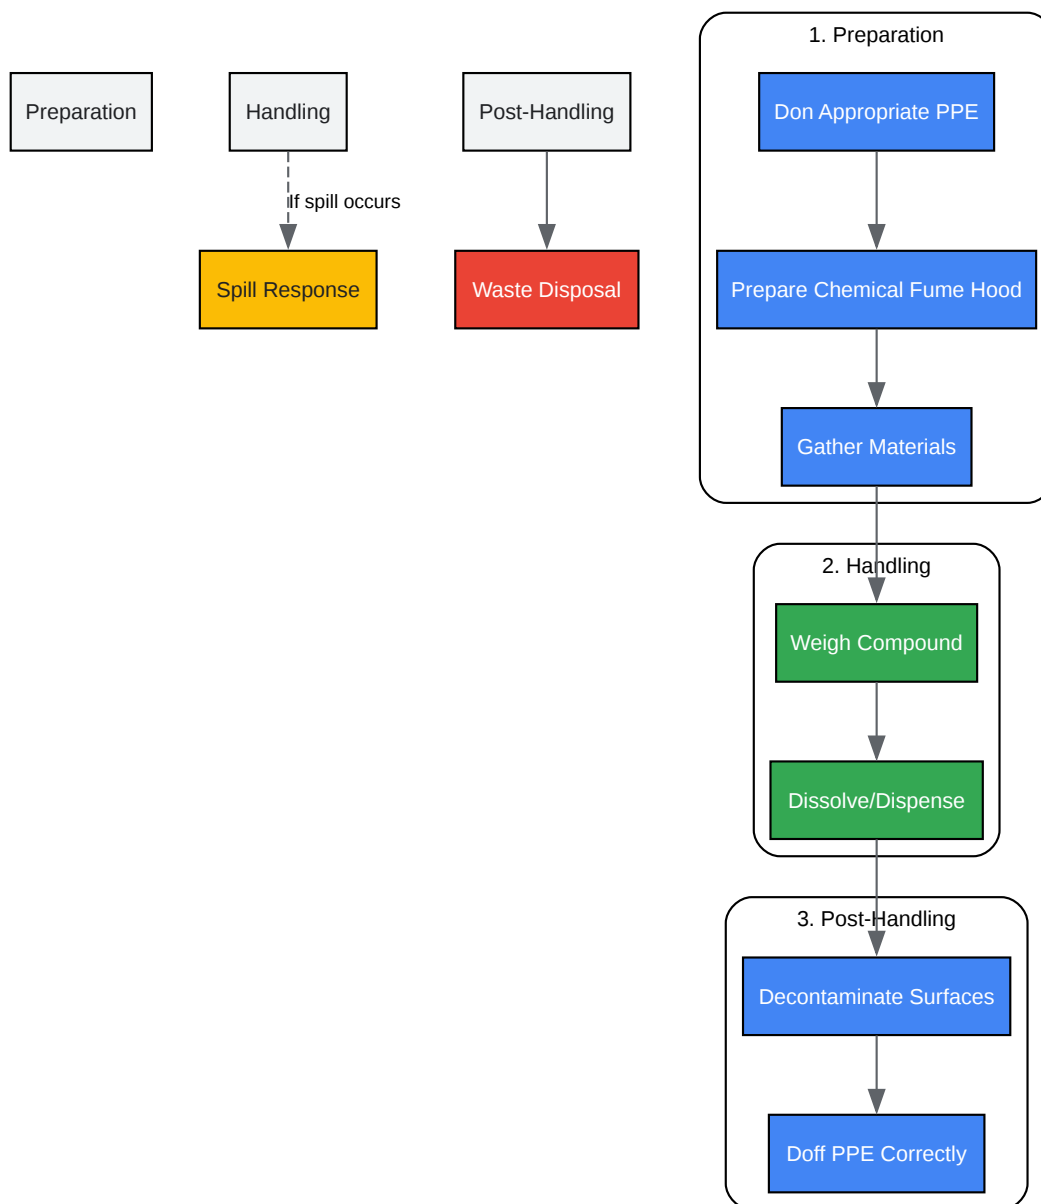 1. Preparation
Preparation
Handling
Post-Handling
Don Appropriate PPE
If spill occurs
Spill Response
Waste Disposal
Prepare Chemical Fume Hood
Gather Materials
2. Handling
Weigh Compound
Dissolve/Dispense
3. Post-Handling
Decontaminate Surfaces
Doff PPE Correctly